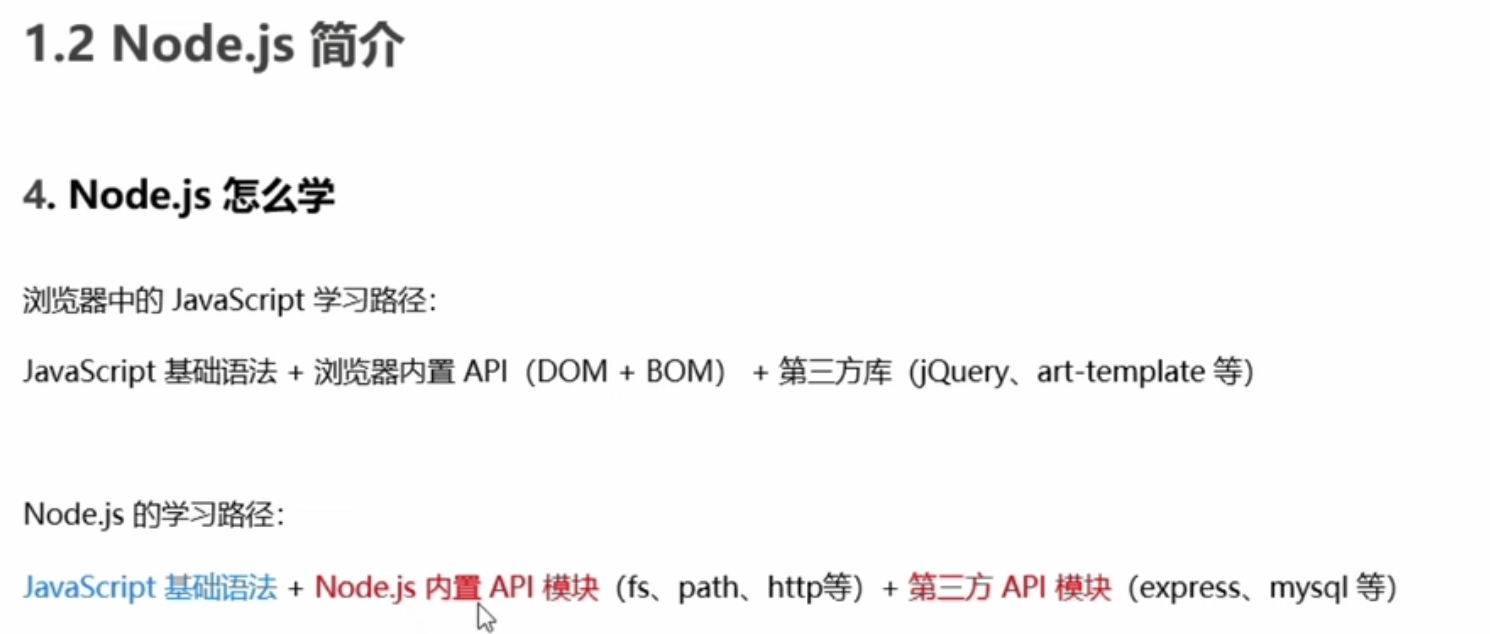 1.2 Node.js 简介
4. Node.js 怎么学
浏览器中的 JavaScript 学习路径：
JavaScript 基础语法 + 浏览器内置 API（DOM + BOM） + 第三方库（jQuery、art-template 等）
Node.js 的学习路径：
JavaScript 基础语法 + Node.js 内置 API 模块（fs、path、http等）+ 第三方 API 模块（express、mysql 等）